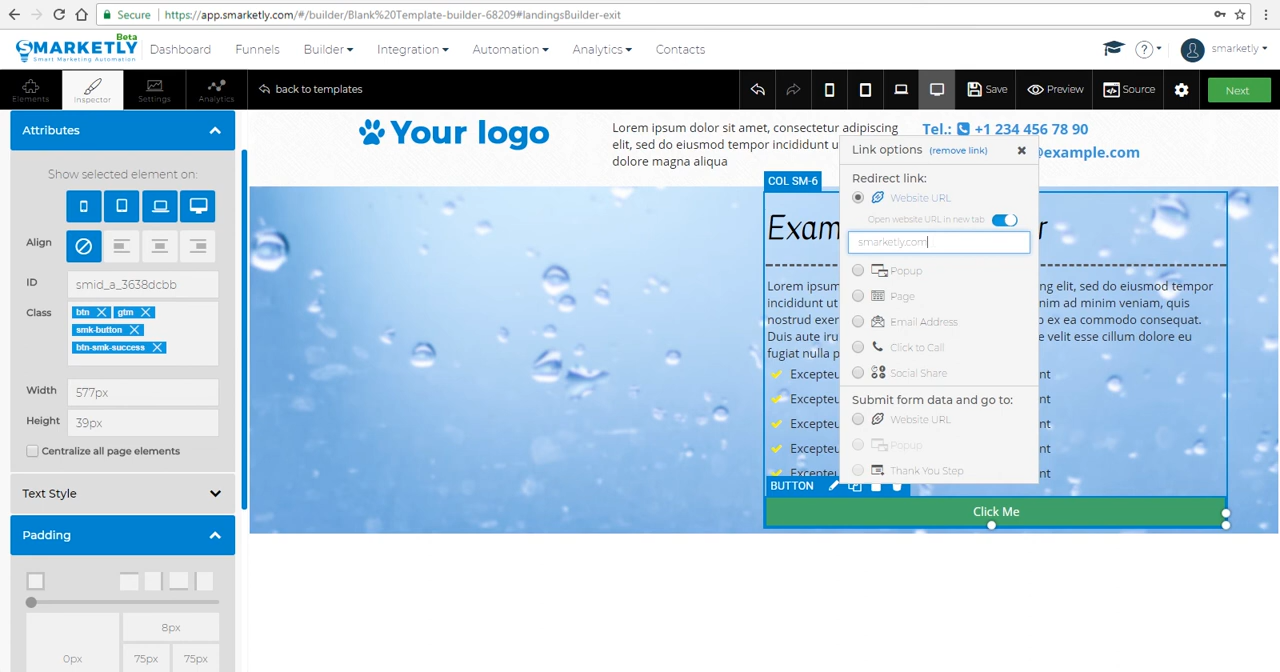 Secure
https://app.smarketly.com/#/builder/Blank%20Template-builder-68209#landingsBuilder-exit
SMARKETLY Beta
Smart Marketing Automation
Dashboard
Funnels
Builder
Integration
Automation
Analytics
Contacts
?
smarketly
Elements
Inspector
Settings
Analytics
back to templates
Save
Preview
Source
Next
Attributes
Show selected element on:
Align
ID
smid_a_3638dcbb
Class
btn
gtm
smk-button
btn-smk-success
Width
577px
Height
39px
Centralize all page elements
Text Style
Padding
8px
0px
75px
75px
Your logo
Lorem ipsum dolor sit amet, consectetur adipiscing
elit, sed do eiusmod tempor incididunt u
dolore magna aliqua
Tel.: +1 234 456 78 90
@example.com
COL SM-6
Exam
r
Lorem ipsum
ng elit, sed do eiusmod tempor
incididunt ut
nim ad minim veniam, quis
nostrud exer
ex ea commodo consequat.
Duis aute iru
velit esse cillum dolore eu
fugiat nulla p
Excepteu
nt
Excepteu
nt
Excepteu
nt
Excepteu
nt
Excepteu
nt
BUTTON
Click Me
Link options
(remove link)
Redirect link:
Website URL
Open website URL in new tab
smarketly.com
Popup
Page
Email Address
Click to Call
Social Share
Submit form data and go to:
Website URL
Popup
Thank You Step